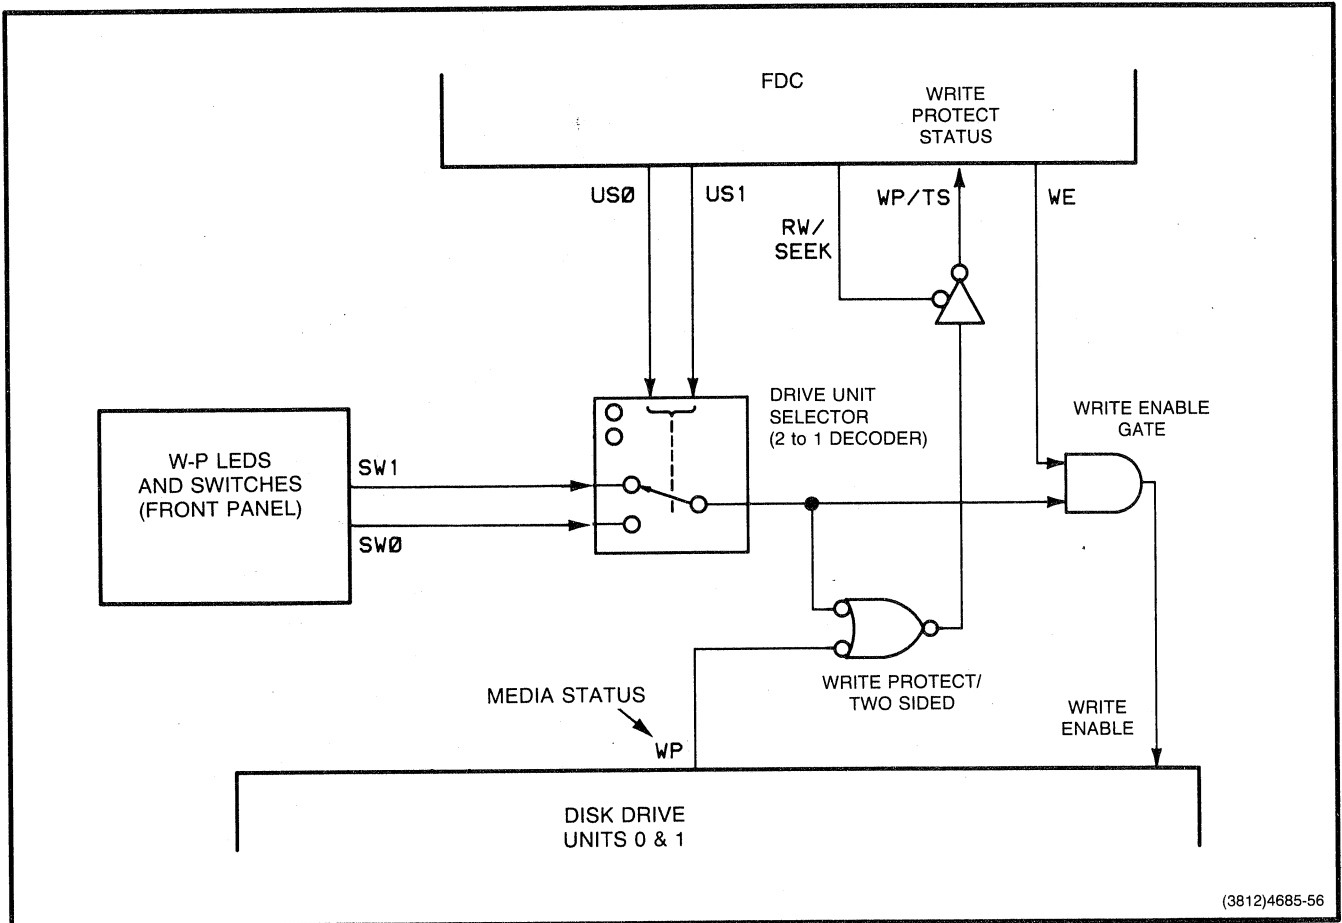 FDC
WRITE
PROTECT
STATUS
USØ
US1
RW/
SEEK
WP/TS
WE
DRIVE UNIT
SELECTOR
(2 to 1 DECODER)
WRITE ENABLE
GATE
W-P LEDS
AND SWITCHES
(FRONT PANEL)
SW1
SWØ
WRITE PROTECT/
TWO SIDED
MEDIA STATUS
WP
WRITE
ENABLE
DISK DRIVE
UNITS 0 & 1
(3812)4685-56